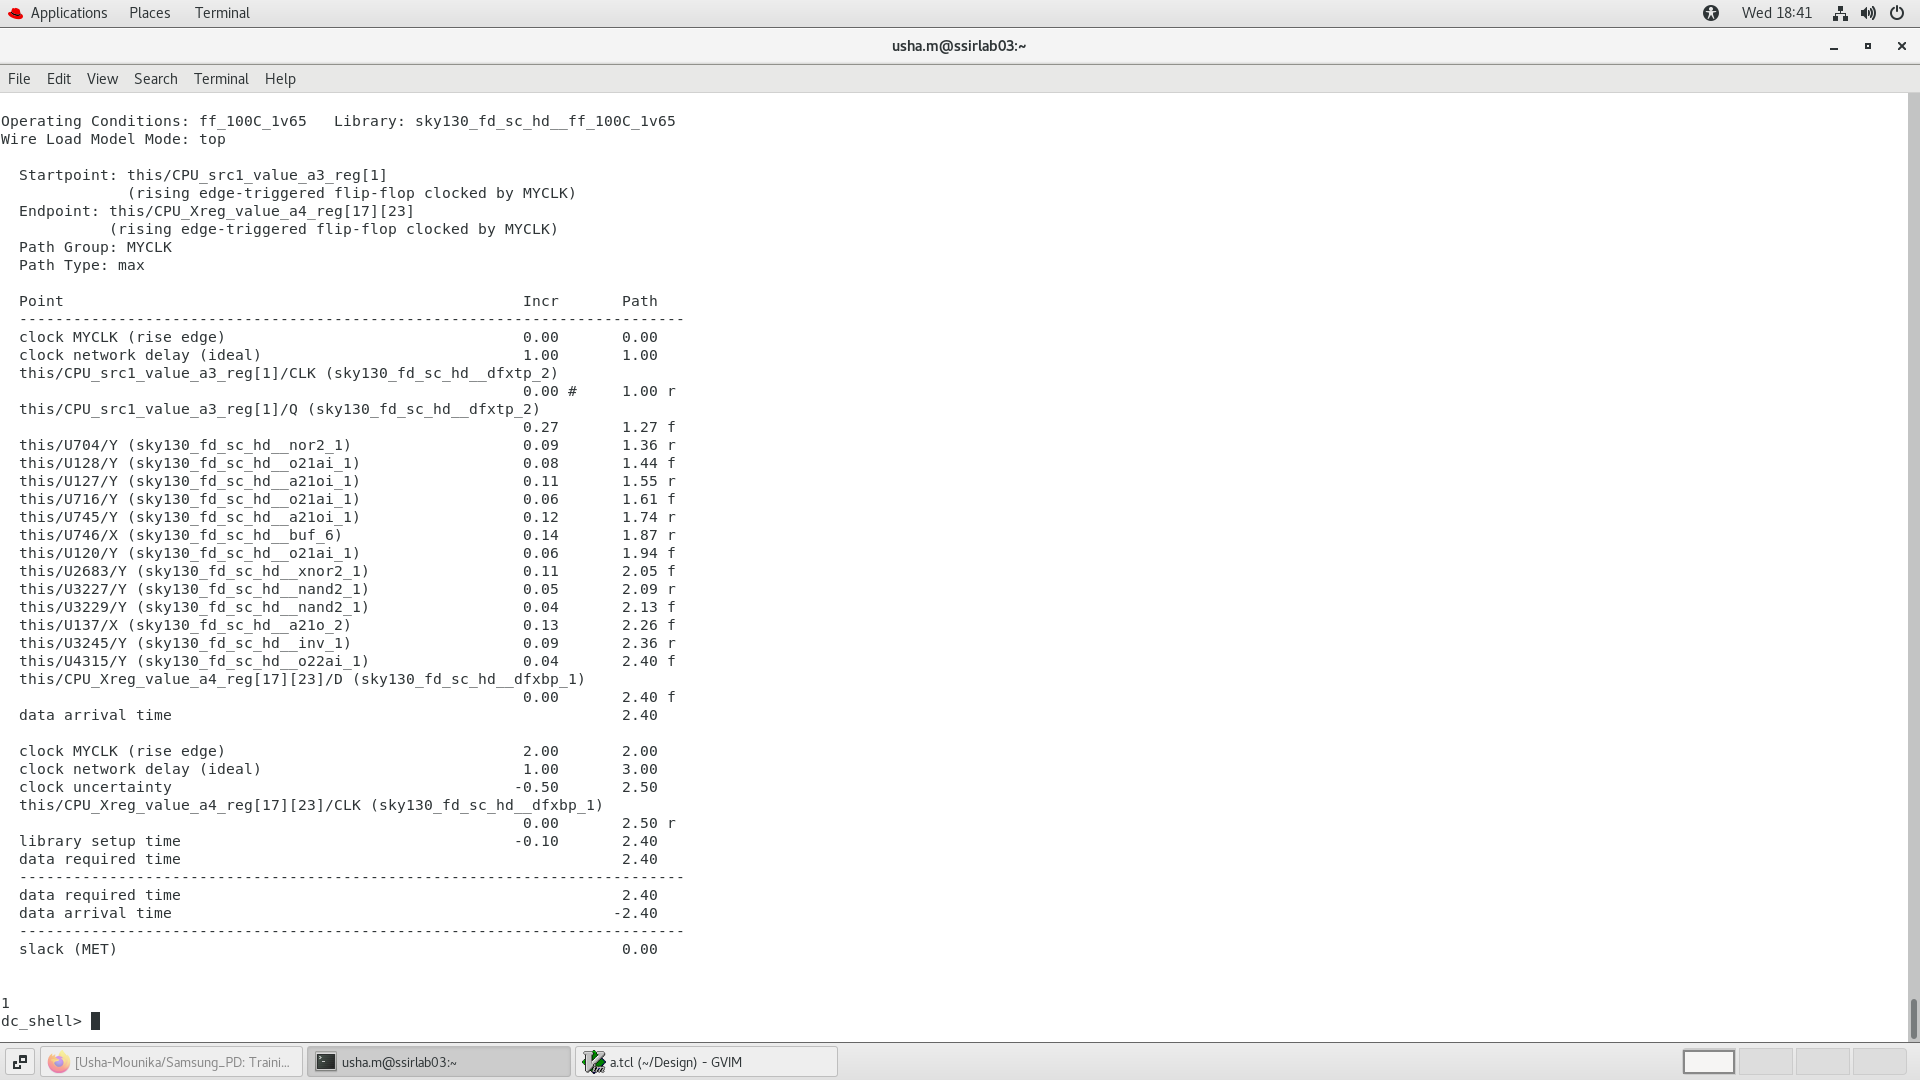 Applications Places Terminal Wed 18:41
usha.m@ssirlab03:~
File Edit View Search Terminal Help
Operating Conditions: ff_100C_1v65   Library: sky130_fd_sc_hd__ff_100C_1v65
Wire Load Model Mode: top
Startpoint: this/CPU_src1_value_a3_reg[1]
(rising edge-triggered flip-flop clocked by MYCLK)
Endpoint: this/CPU_Xreg_value_a4_reg[17][23]
(rising edge-triggered flip-flop clocked by MYCLK)
Path Group: MYCLK
Path Type: max
Point Incr Path
--------------------------------------------------------------------------
clock MYCLK (rise edge) 0.00 0.00
clock network delay (ideal) 1.00 1.00
this/CPU_src1_value_a3_reg[1]/CLK (sky130_fd_sc_hd__dfxtp_2)
0.00 # 1.00 r
this/CPU_src1_value_a3_reg[1]/Q (sky130_fd_sc_hd__dfxtp_2)
0.27 1.27 f
this/U704/Y (sky130_fd_sc_hd__nor2_1) 0.09 1.36 r
this/U128/Y (sky130_fd_sc_hd__o21ai_1) 0.08 1.44 f
this/U127/Y (sky130_fd_sc_hd__a21oi_1) 0.11 1.55 r
this/U716/Y (sky130_fd_sc_hd__o21ai_1) 0.06 1.61 f
this/U745/Y (sky130_fd_sc_hd__a21oi_1) 0.12 1.74 r
this/U746/X (sky130_fd_sc_hd__buf_6) 0.14 1.87 r
this/U120/Y (sky130_fd_sc_hd__o21ai_1) 0.06 1.94 f
this/U2683/Y (sky130_fd_sc_hd__xnor2_1) 0.11 2.05 f
this/U3227/Y (sky130_fd_sc_hd__nand2_1) 0.05 2.09 r
this/U3229/Y (sky130_fd_sc_hd__nand2_1) 0.04 2.13 f
this/U137/X (sky130_fd_sc_hd__a21o_2) 0.13 2.26 f
this/U3245/Y (sky130_fd_sc_hd__inv_1) 0.09 2.36 r
this/U4315/Y (sky130_fd_sc_hd__o22ai_1) 0.04 2.40 f
this/CPU_Xreg_value_a4_reg[17][23]/D (sky130_fd_sc_hd__dfxbp_1)
0.00 2.40 f
data arrival time 2.40
clock MYCLK (rise edge) 2.00 2.00
clock network delay (ideal) 1.00 3.00
clock uncertainty -0.50 2.50
this/CPU_Xreg_value_a4_reg[17][23]/CLK (sky130_fd_sc_hd__dfxbp_1)
0.00 2.50 r
library setup time -0.10 2.40
data required time 2.40
--------------------------------------------------------------------------
data required time 2.40
data arrival time -2.40
--------------------------------------------------------------------------
slack (MET) 0.00
1
dc_shell>
[Usha-Mounika/Samsung_PD: Traini... usha.m@ssirlab03:~ a.tcl (~/Design) - GVIM